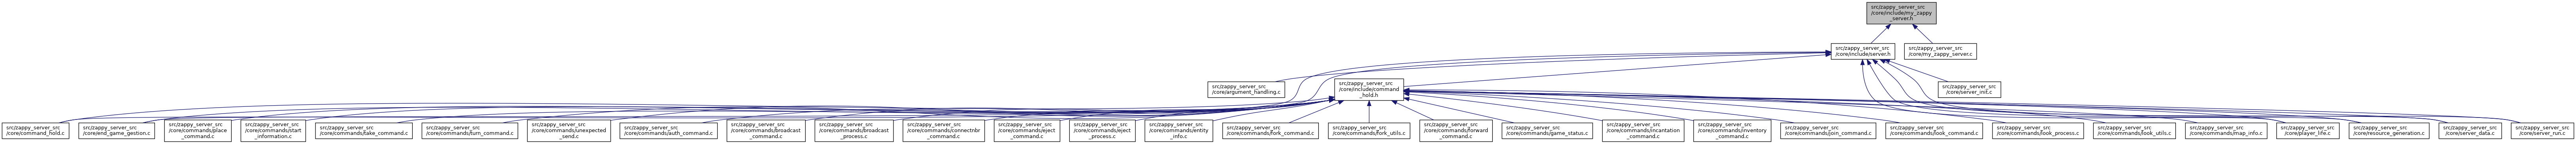 src/zappy_server_src
/core/include/my_zappy
_server.h
src/zappy_server_src
/core/include/server.h
src/zappy_server_src
/core/my_zappy_server.c
src/zappy_server_src
/core/argument_handling.c
src/zappy_server_src
/core/include/command
_hold.h
src/zappy_server_src
/core/server_init.c
src/zappy_server_src
/core/command_hold.c
src/zappy_server_src
/core/end_game_gestion.c
src/zappy_server_src
/core/commands/place
_command.c
src/zappy_server_src
/core/commands/start
_information.c
src/zappy_server_src
/core/commands/take_command.c
src/zappy_server_src
/core/commands/turn_command.c
src/zappy_server_src
/core/commands/unexpected
_send.c
src/zappy_server_src
/core/commands/auth_command.c
src/zappy_server_src
/core/commands/broadcast
_command.c
src/zappy_server_src
/core/commands/broadcast
_process.c
src/zappy_server_src
/core/commands/connectnbr
_command.c
src/zappy_server_src
/core/commands/eject
_command.c
src/zappy_server_src
/core/commands/eject
_process.c
src/zappy_server_src
/core/commands/entity
_info.c
src/zappy_server_src
/core/commands/fork_command.c
src/zappy_server_src
/core/commands/fork_utils.c
src/zappy_server_src
/core/commands/forward
_command.c
src/zappy_server_src
/core/commands/game_status.c
src/zappy_server_src
/core/commands/incantation
_command.c
src/zappy_server_src
/core/commands/inventory
_command.c
src/zappy_server_src
/core/commands/join_command.c
src/zappy_server_src
/core/commands/look_command.c
src/zappy_server_src
/core/commands/look_process.c
src/zappy_server_src
/core/commands/look_utils.c
src/zappy_server_src
/core/commands/map_info.c
src/zappy_server_src
/core/player_life.c
src/zappy_server_src
/core/resource_generation.c
src/zappy_server_src
/core/server_data.c
src/zappy_server_src
/core/server_run.c